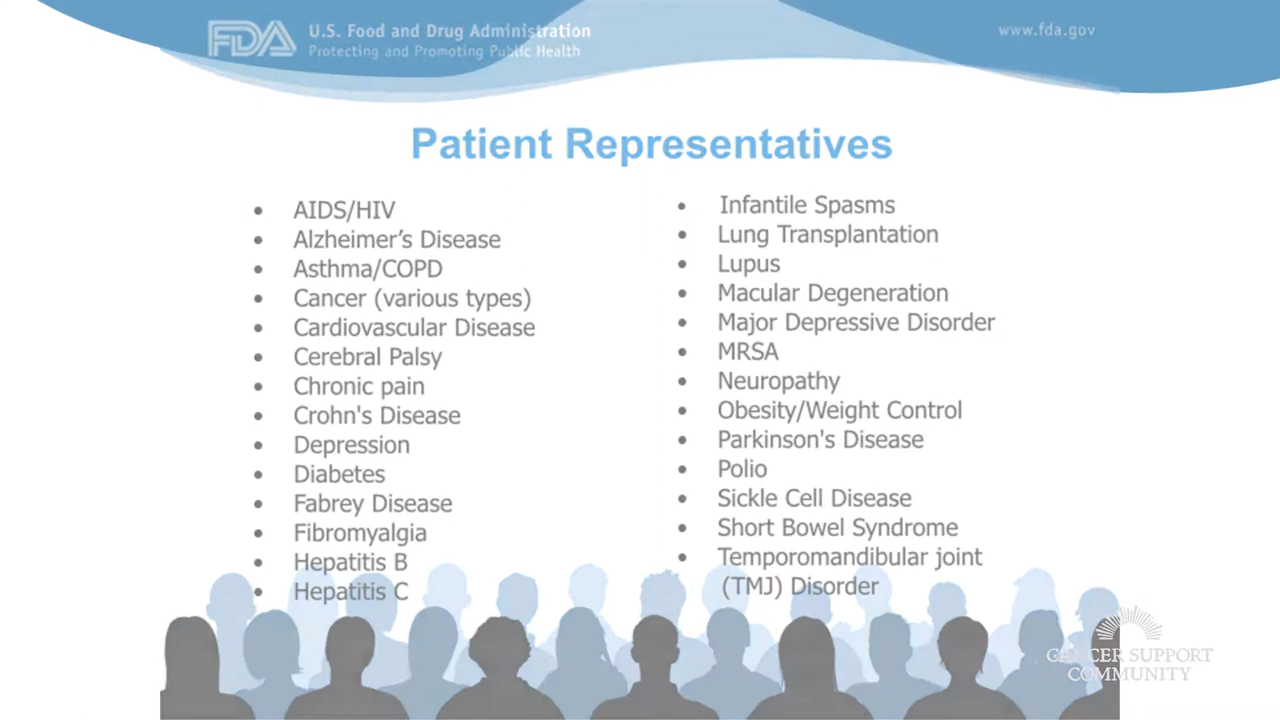 FDA
U.S. Food and Drug Administration
Protecting and Promoting Public Health
www.fda.gov
Patient Representatives
• AIDS/HIV
• Alzheimer’s Disease
• Asthma/COPD
• Cancer (various types)
• Cardiovascular Disease
• Cerebral Palsy
• Chronic pain
• Crohn's Disease
• Depression
• Diabetes
• Fabrey Disease
• Fibromyalgia
• Hepatitis B
• Hepatitis C
• Infantile Spasms
• Lung Transplantation
• Lupus
• Macular Degeneration
• Major Depressive Disorder
• MRSA
• Neuropathy
• Obesity/Weight Control
• Parkinson's Disease
• Polio
• Sickle Cell Disease
• Short Bowel Syndrome
• Temporomandibular joint
(TMJ) Disorder
CANCER SUPPORT
COMMUNITY